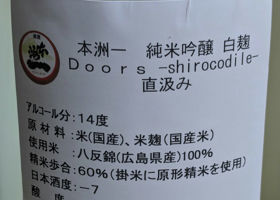 本洲一　純米吟醸 白麹
Doors -shirocodile-
直汲み
アルコール分：14度
原 材 料：米(国産)、米麹(国産米)
使用米　：八反錦(広島県産)100%
精米歩合：60%(掛米に原形精米を使用)
日本酒度：-7
酸　度